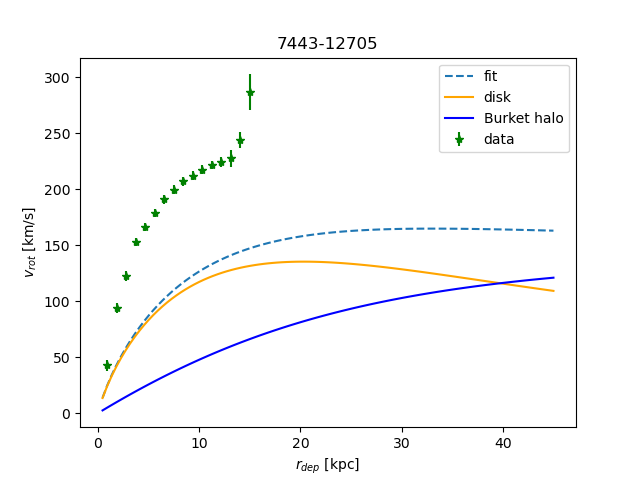 7443-12705
300
250
200
150
100
50
0
v_rot [km/s]
fit
disk
Burket halo
data
0 10 20 30 40
r_dep [kpc]